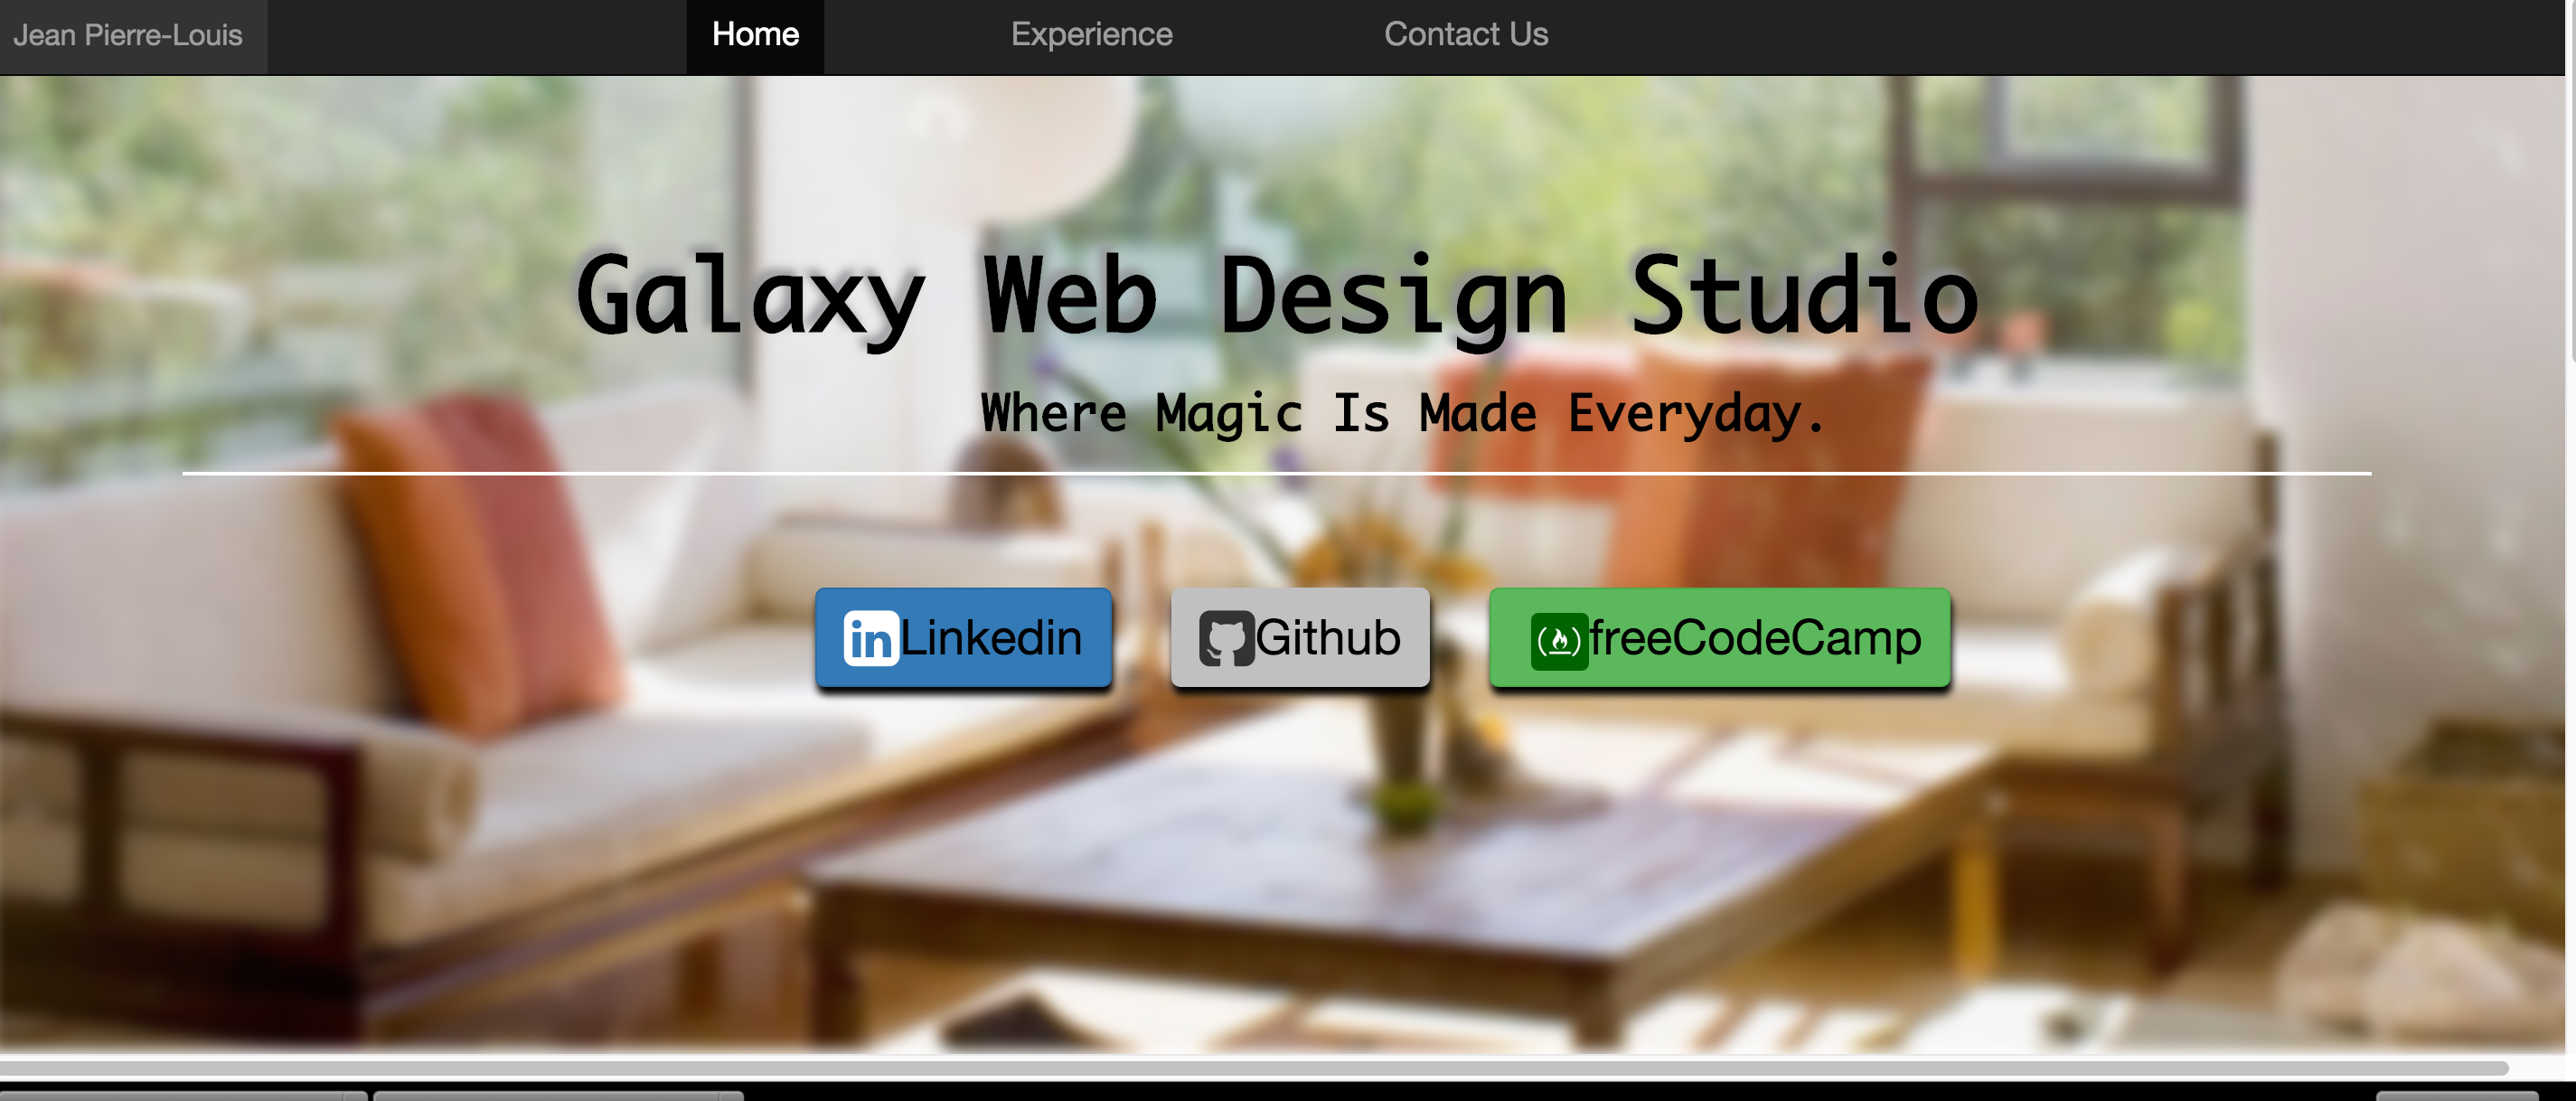 Jean Pierre-Louis Home Experience Contact Us
Galaxy Web Design Studio
Where Magic Is Made Everyday.
in Linkedin Github freeCodeCamp